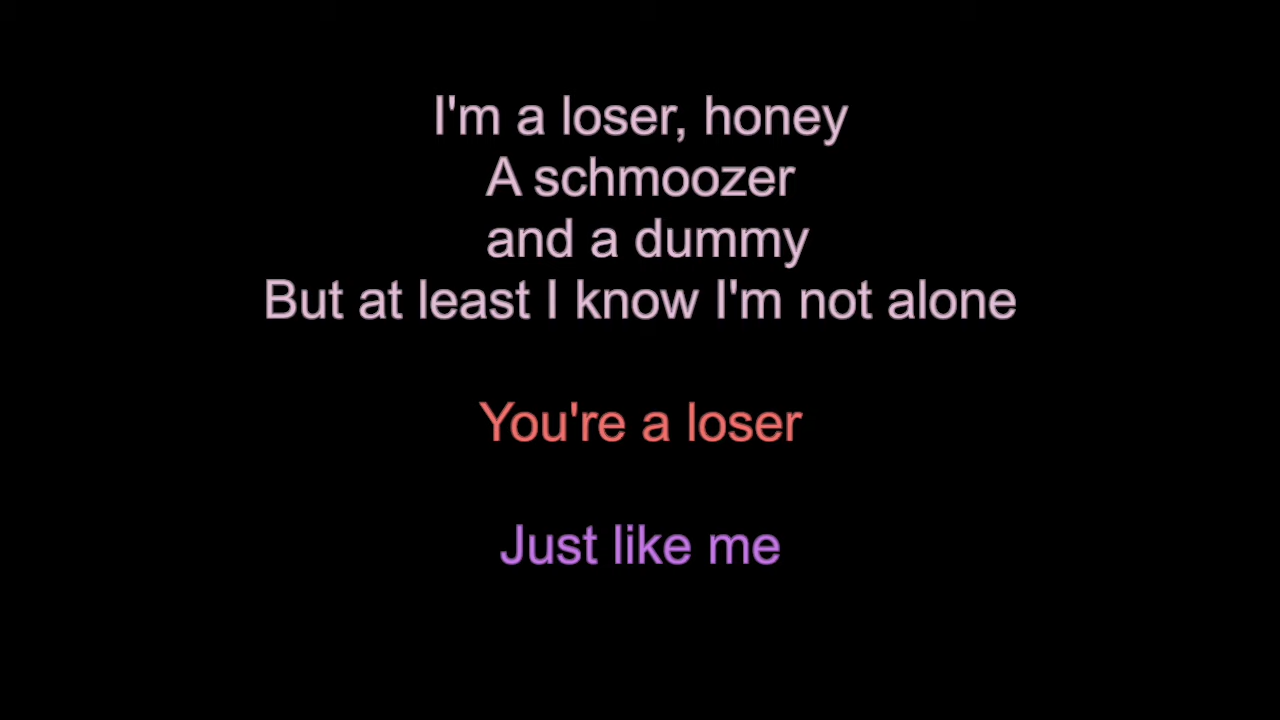 I'm a loser, honey
A schmoozer
and a dummy
But at least I know I'm not alone
You're a loser
Just like me